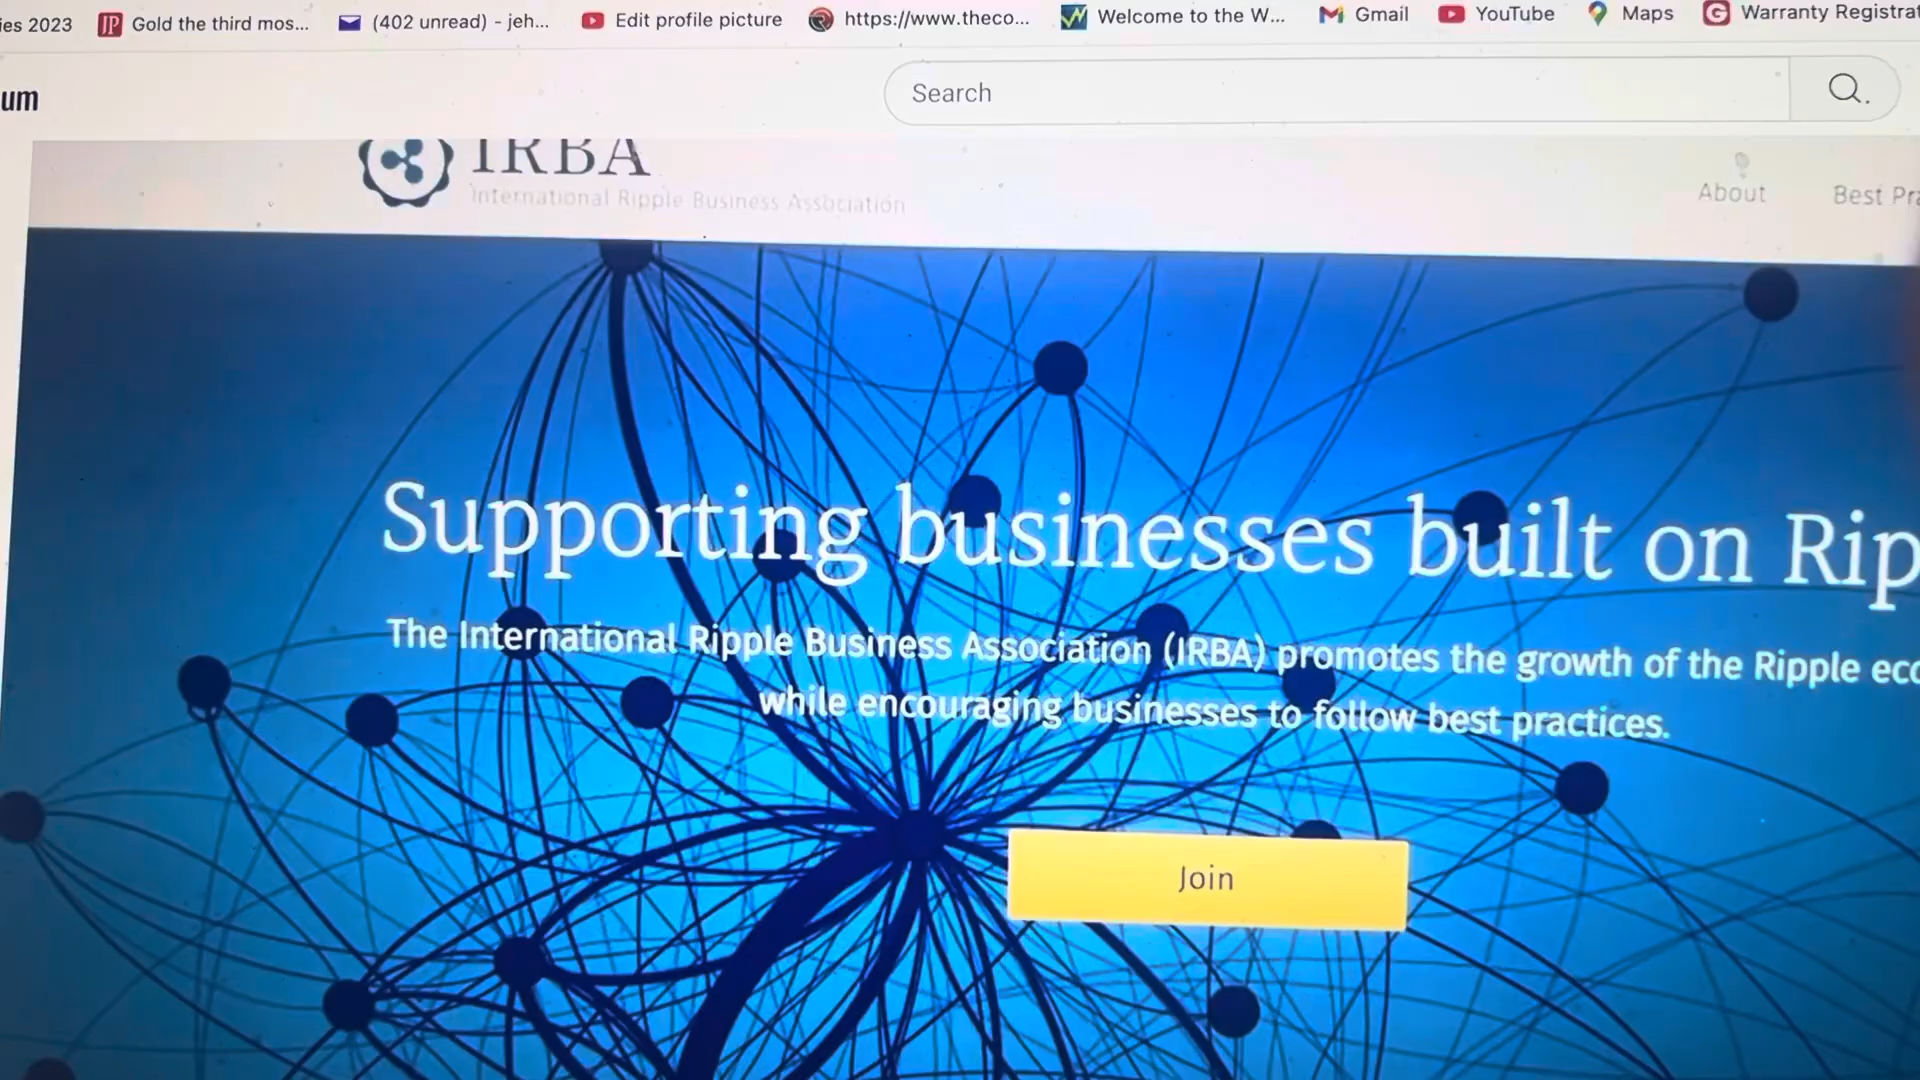 ies 2023 Gold the third mos... (402 unread) - jeh... Edit profile picture https://www.theco... Welcome to the W... Gmail YouTube Maps Warranty Registrat
um Search
IRBA
International Ripple Business Association
About Best Pra
Supporting businesses built on Rip
The International Ripple Business Association (IRBA) promotes the growth of the Ripple eco
while encouraging businesses to follow best practices.
Join